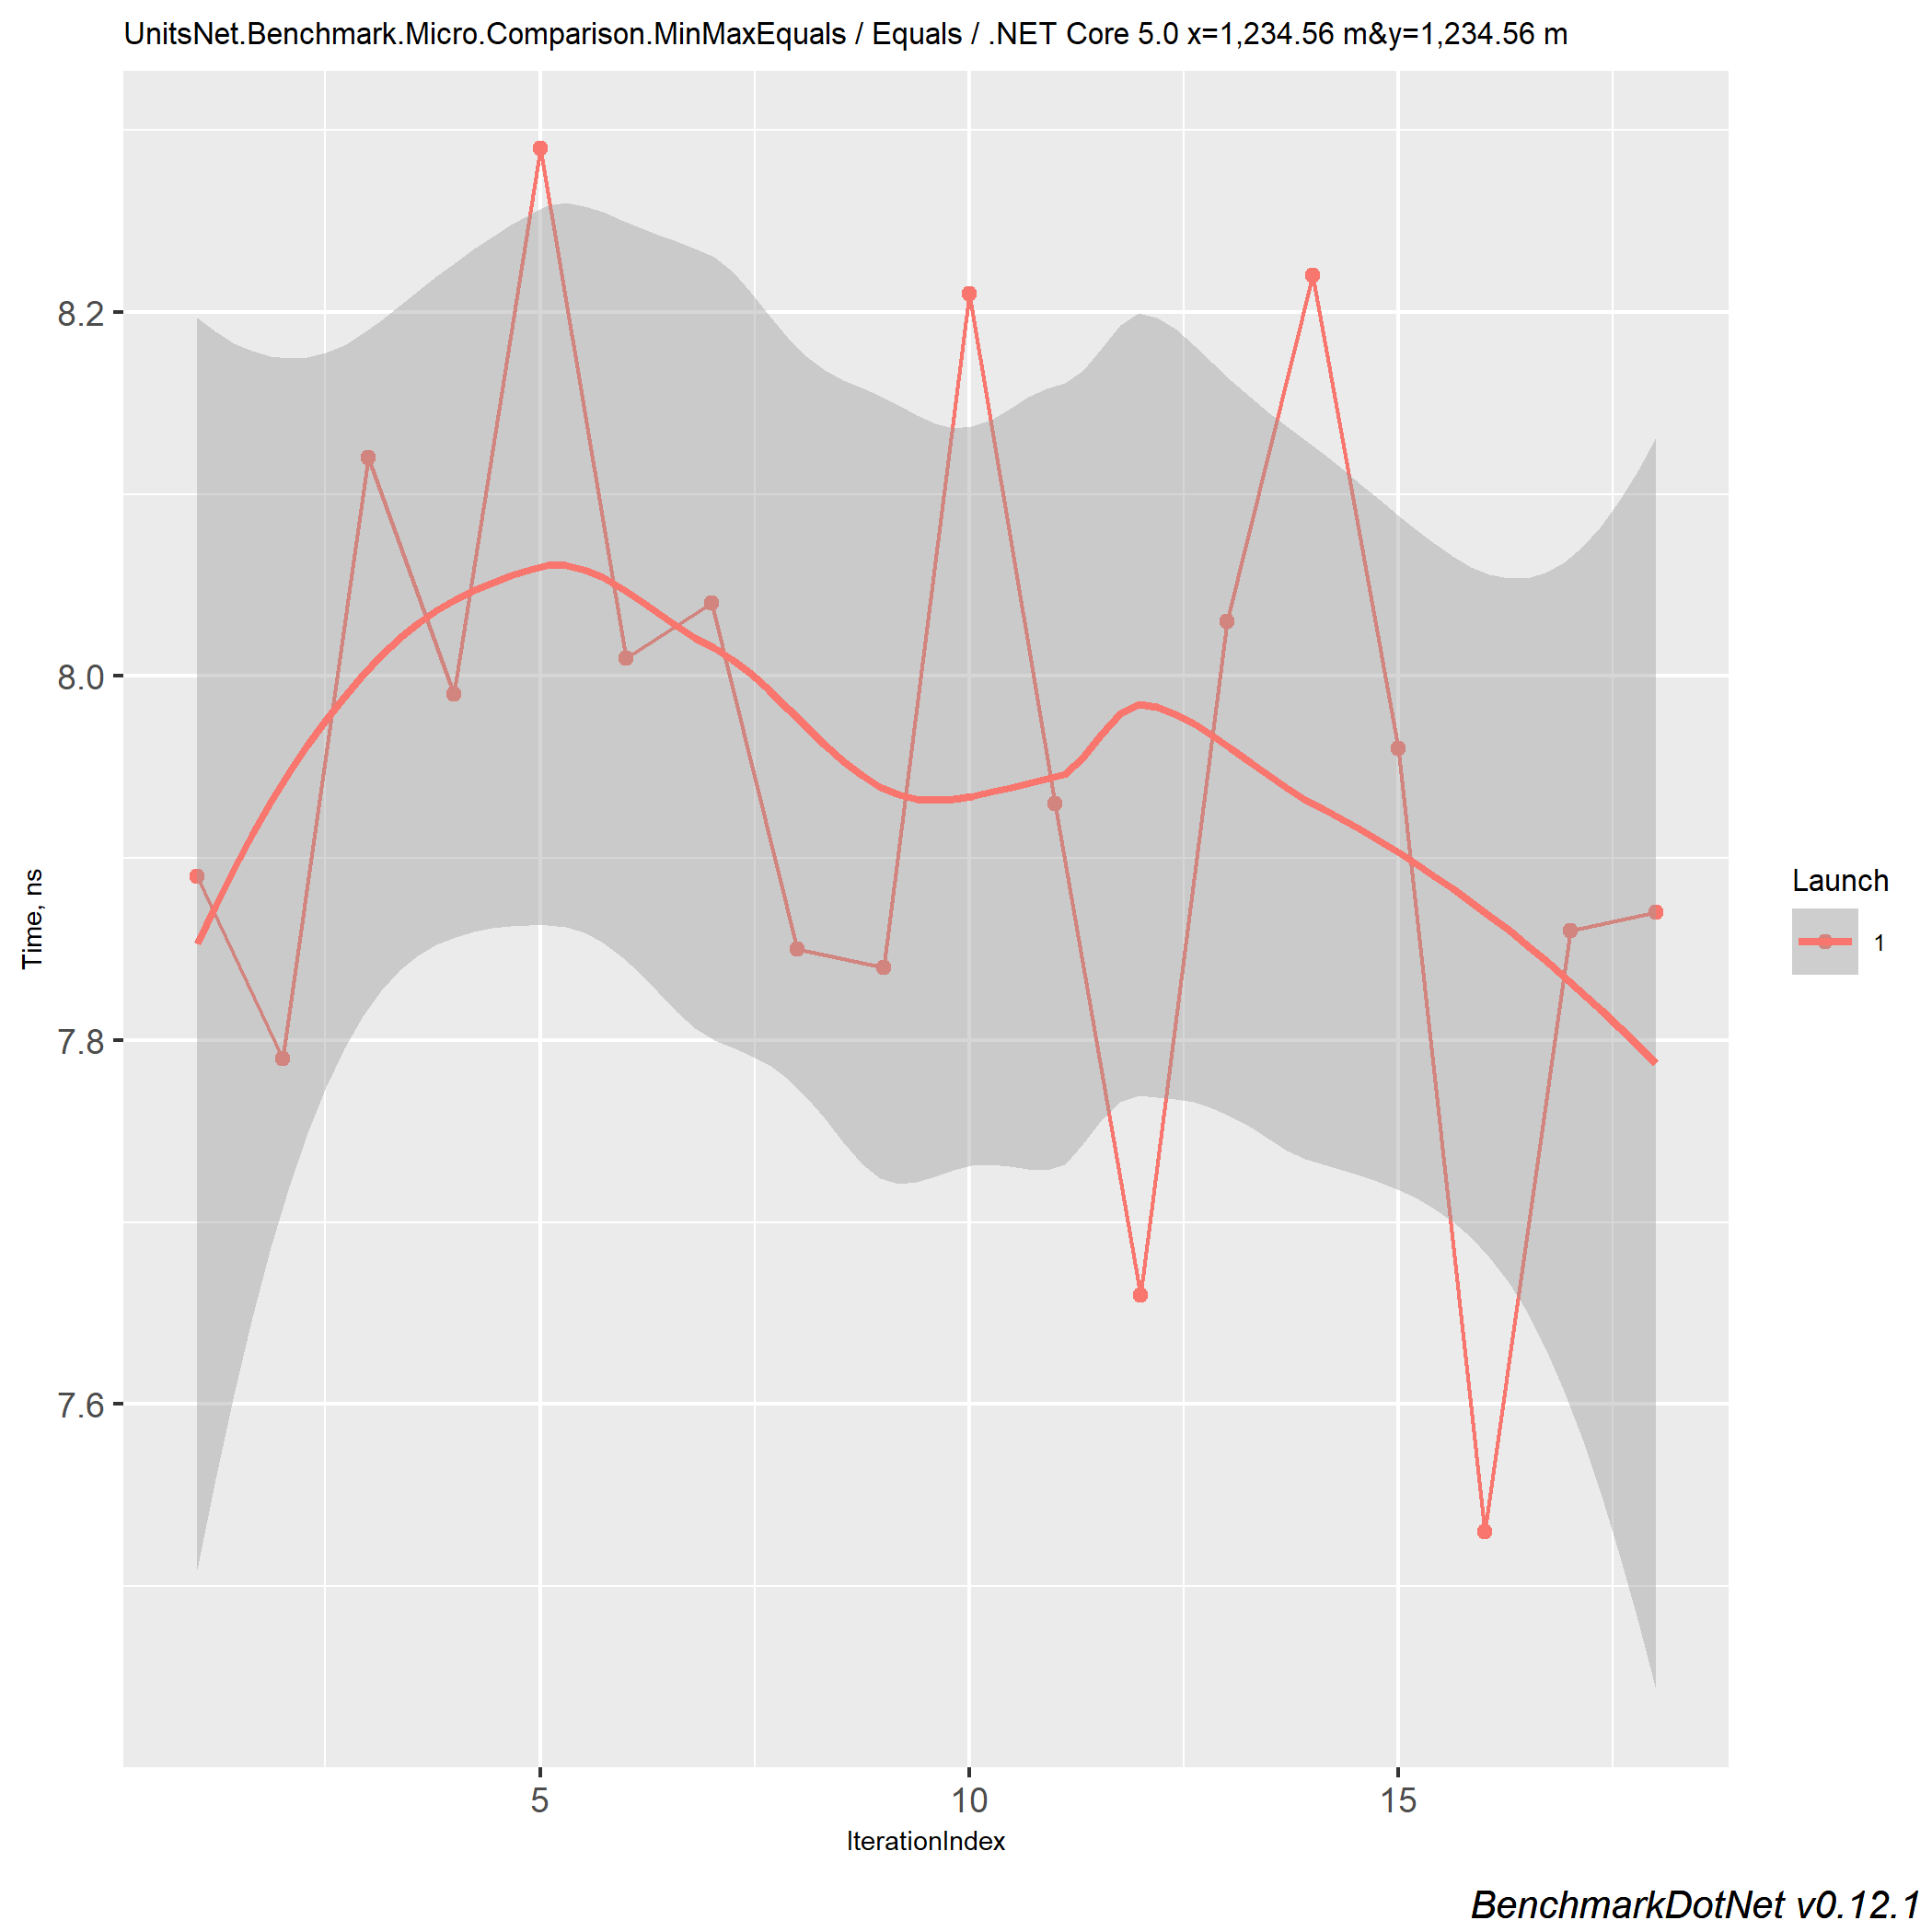 UnitsNet.Benchmark.Micro.Comparison.MinMaxEquals / Equals / .NET Core 5.0 x=1,234.56 m&y=1,234.56 m
8.2
8.0
7.8
7.6
Time, ns
Launch
1
5 10 15
IterationIndex
BenchmarkDotNet v0.12.1